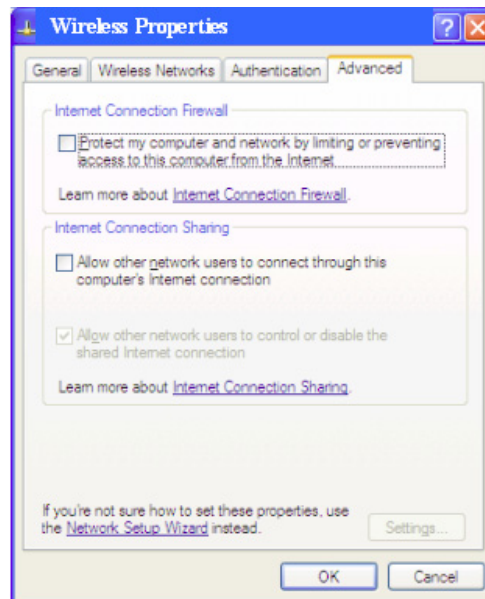 Wireless Properties
General
Wireless Networks
Authentication
Advanced
Internet Connection Firewall
Protect my computer and network by limiting or preventing
access to this computer from the Internet
Learn more about Internet Connection Firewall.
Internet Connection Sharing
Allow other network users to connect through this
computer's Internet connection
Allow other network users to control or disable the
shared Internet connection
Learn more about Internet Connection Sharing.
If you're not sure how to set these properties, use
the Network Setup Wizard instead.
Settings...
OK
Cancel